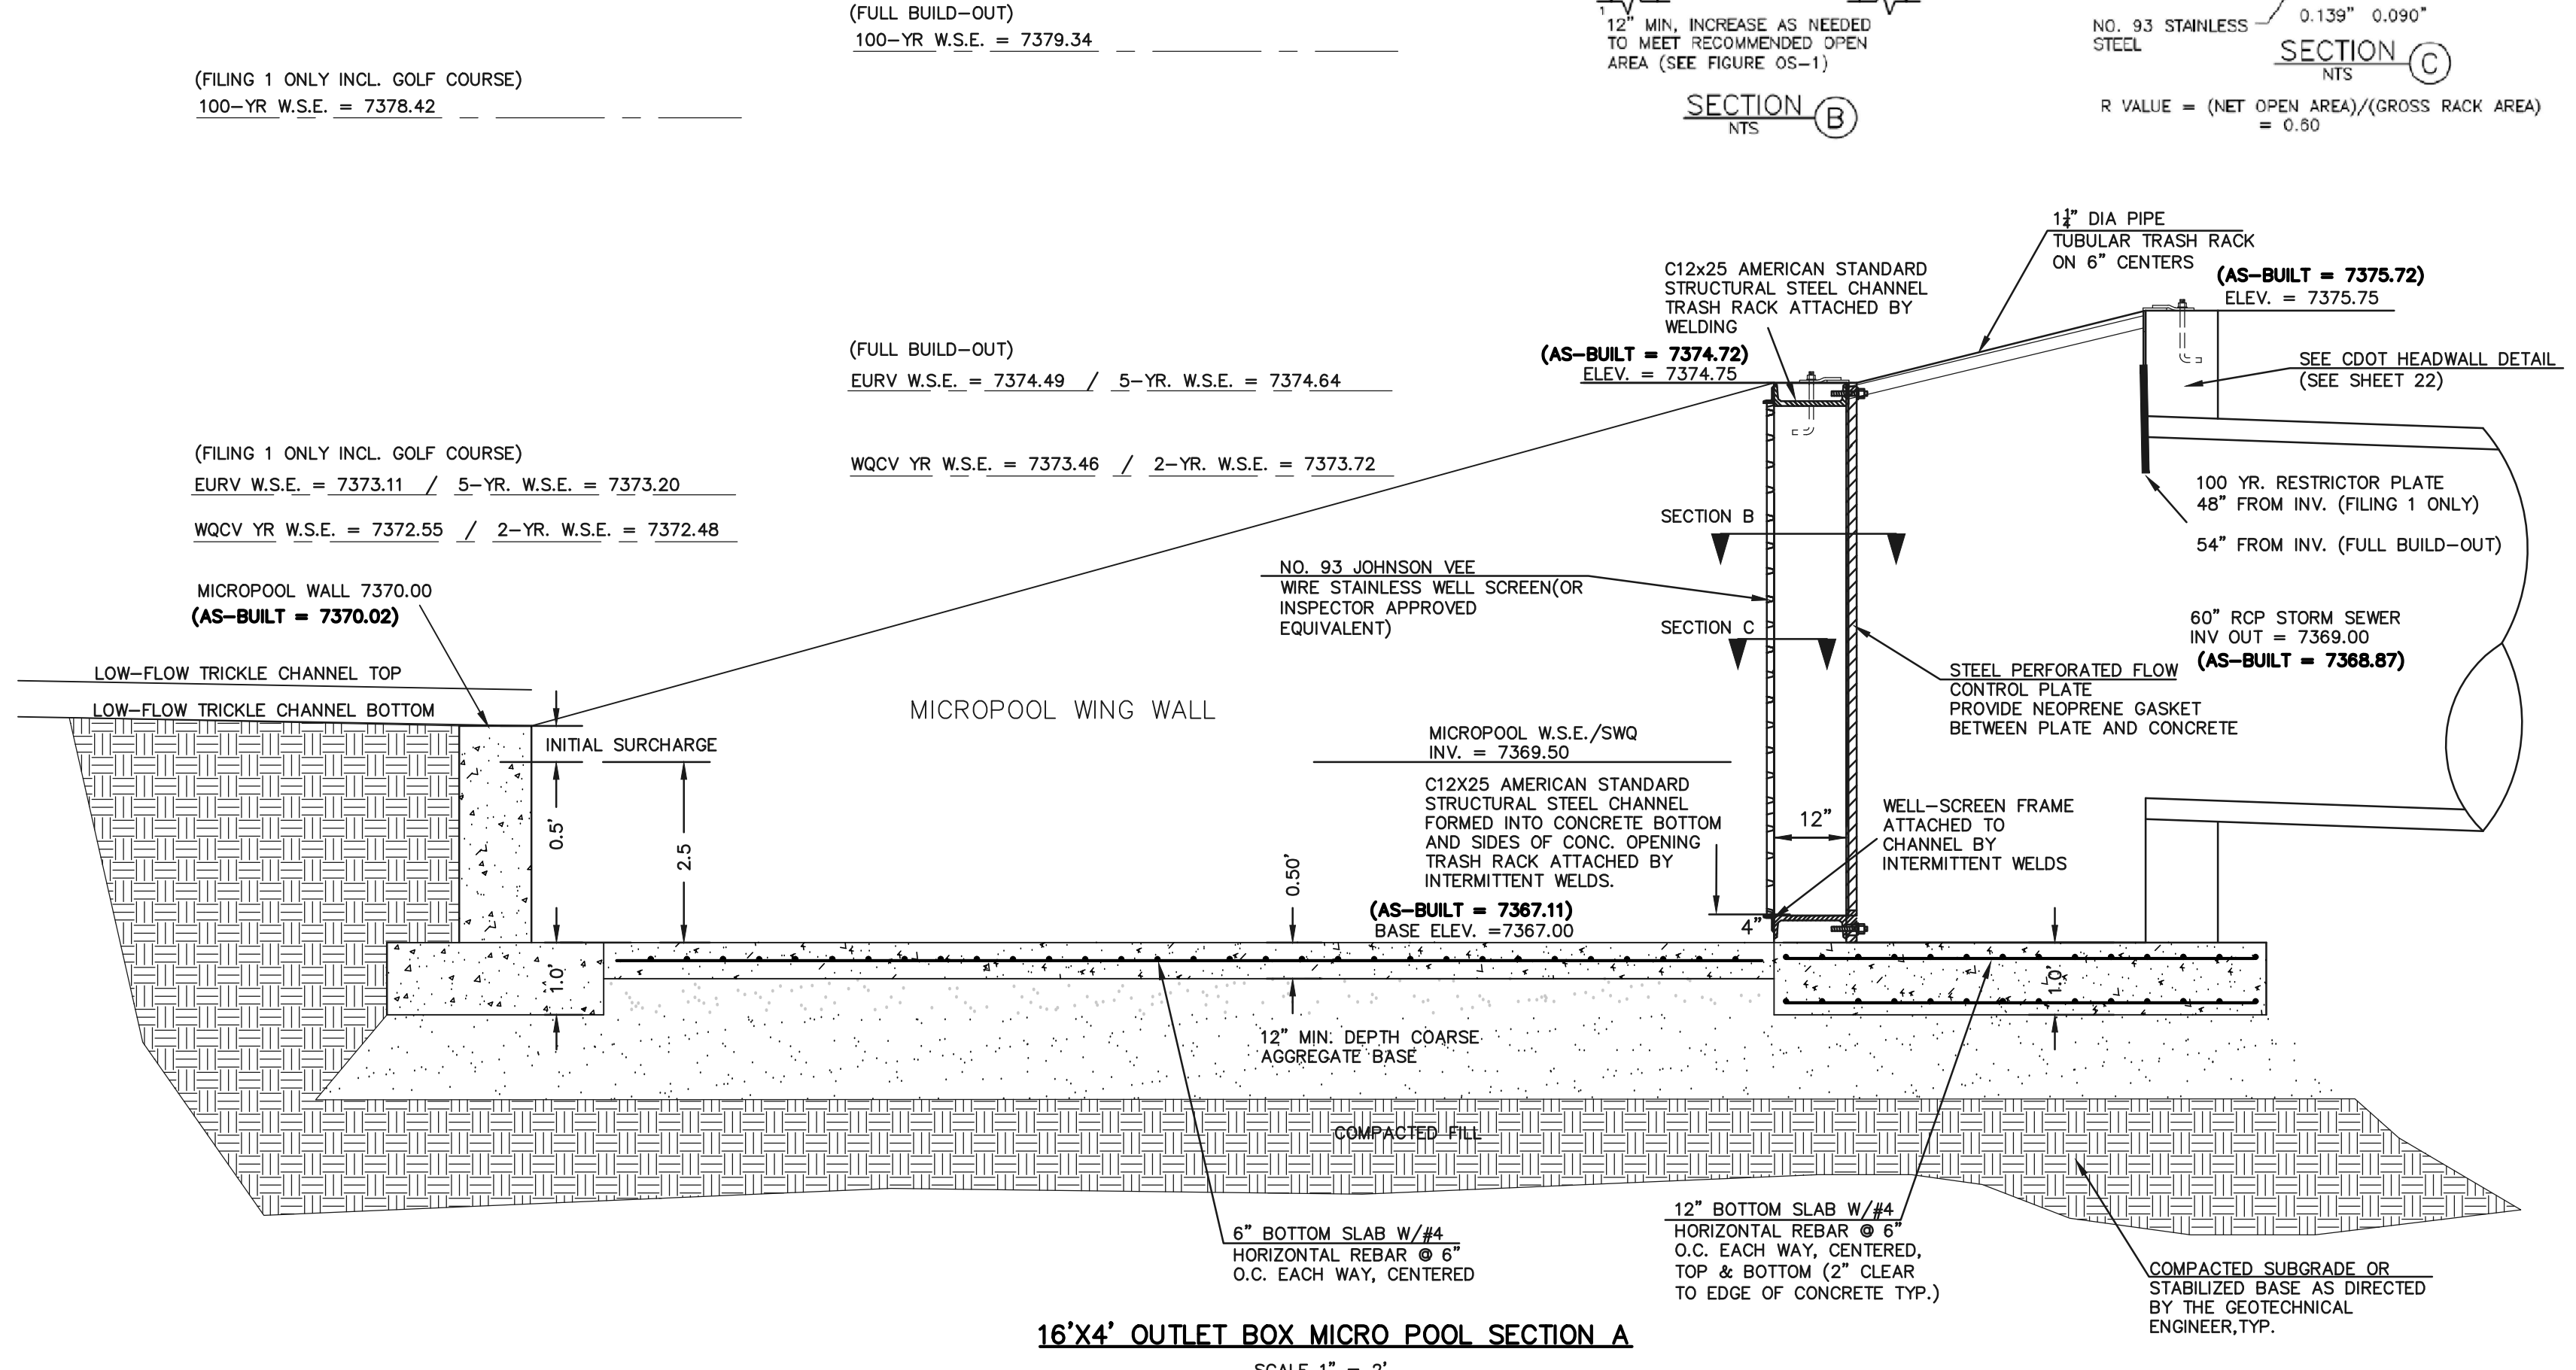 (FULL BUILD-OUT)
100-YR W.S.E. = 7379.34
(FILING 1 ONLY INCL. GOLF COURSE)
100-YR W.S.E. = 7378.42
1
12" MIN, INCREASE AS NEEDED
TO MEET RECOMMENDED OPEN
AREA (SEE FIGURE OS-1)
SECTION B
NTS
NO. 93 STAINLESS
STEEL
0.139" 0.090"
SECTION C
NTS
R VALUE = (NET OPEN AREA)/(GROSS RACK AREA)
= 0.60
1¼" DIA PIPE
TUBULAR TRASH RACK
ON 6" CENTERS
(AS-BUILT = 7375.72)
ELEV. = 7375.75
C12x25 AMERICAN STANDARD
STRUCTURAL STEEL CHANNEL
TRASH RACK ATTACHED BY
WELDING
(AS-BUILT = 7374.72)
ELEV. = 7374.75
SEE CDOT HEADWALL DETAIL
(SEE SHEET 22)
(FULL BUILD-OUT)
EURV W.S.E. = 7374.49 / 5-YR. W.S.E. = 7374.64
WQCV YR W.S.E. = 7373.46 / 2-YR. W.S.E. = 7373.72
(FILING 1 ONLY INCL. GOLF COURSE)
EURV W.S.E. = 7373.11 / 5-YR. W.S.E. = 7373.20
WQCV YR W.S.E. = 7372.55 / 2-YR. W.S.E. = 7372.48
100 YR. RESTRICTOR PLATE
48" FROM INV. (FILING 1 ONLY)
54" FROM INV. (FULL BUILD-OUT)
SECTION B
NO. 93 JOHNSON VEE
WIRE STAINLESS WELL SCREEN(OR
INSPECTOR APPROVED
EQUIVALENT)
SECTION C
MICROPOOL WALL 7370.00
(AS-BUILT = 7370.02)
60" RCP STORM SEWER
INV OUT = 7369.00
(AS-BUILT = 7368.87)
LOW-FLOW TRICKLE CHANNEL TOP
LOW-FLOW TRICKLE CHANNEL BOTTOM
STEEL PERFORATED FLOW
CONTROL PLATE
PROVIDE NEOPRENE GASKET
BETWEEN PLATE AND CONCRETE
MICROPOOL WING WALL
INITIAL SURCHARGE
MICROPOOL W.S.E./SWQ
INV. = 7369.50
C12X25 AMERICAN STANDARD
STRUCTURAL STEEL CHANNEL
FORMED INTO CONCRETE BOTTOM
AND SIDES OF CONC. OPENING
TRASH RACK ATTACHED BY
INTERMITTENT WELDS.
12"
WELL-SCREEN FRAME
ATTACHED TO
CHANNEL BY
INTERMITTENT WELDS
0.5'
2.5
0.50'
(AS-BUILT = 7367.11)
BASE ELEV. =7367.00
4"
1.0'
1.0'
12" MIN. DEPTH COARSE
AGGREGATE BASE
COMPACTED FILL
6" BOTTOM SLAB W/#4
HORIZONTAL REBAR @ 6"
O.C. EACH WAY, CENTERED
12" BOTTOM SLAB W/#4
HORIZONTAL REBAR @ 6"
O.C. EACH WAY, CENTERED,
TOP & BOTTOM (2" CLEAR
TO EDGE OF CONCRETE TYP.)
COMPACTED SUBGRADE OR
STABILIZED BASE AS DIRECTED
BY THE GEOTECHNICAL
ENGINEER,TYP.
16'X4' OUTLET BOX MICRO POOL SECTION A
SCALE 1" = 2'